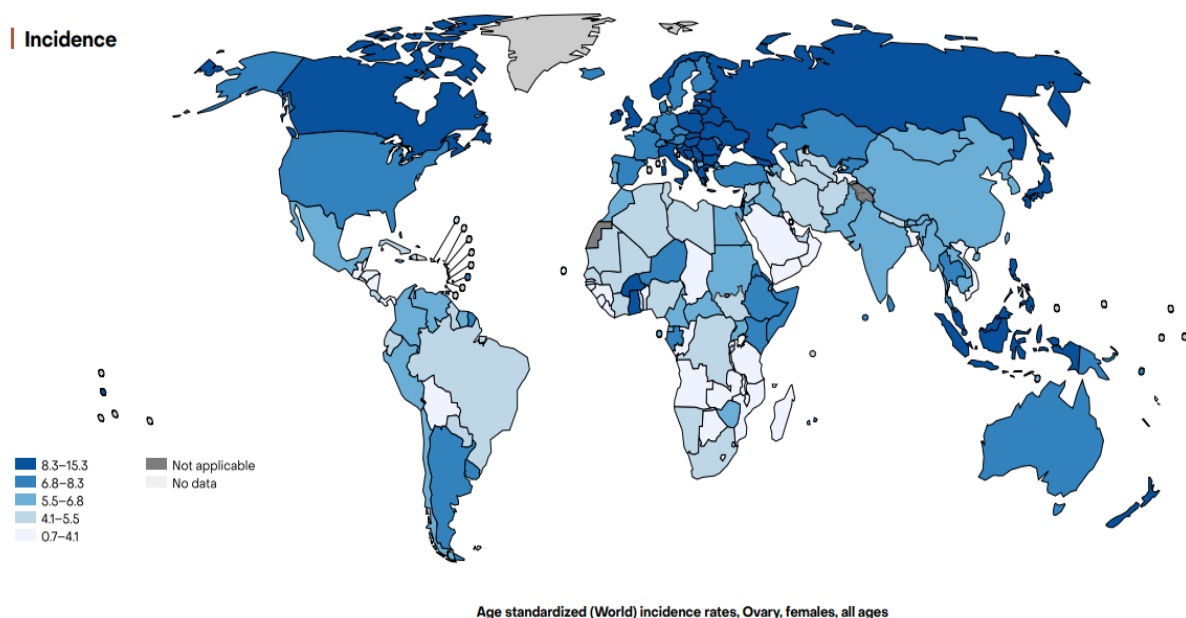 Incidence
8.3–15.3
6.8–8.3
5.5–6.8
4.1–5.5
0.7–4.1
Not applicable
No data
Age standardized (World) incidence rates, Ovary, females, all ages